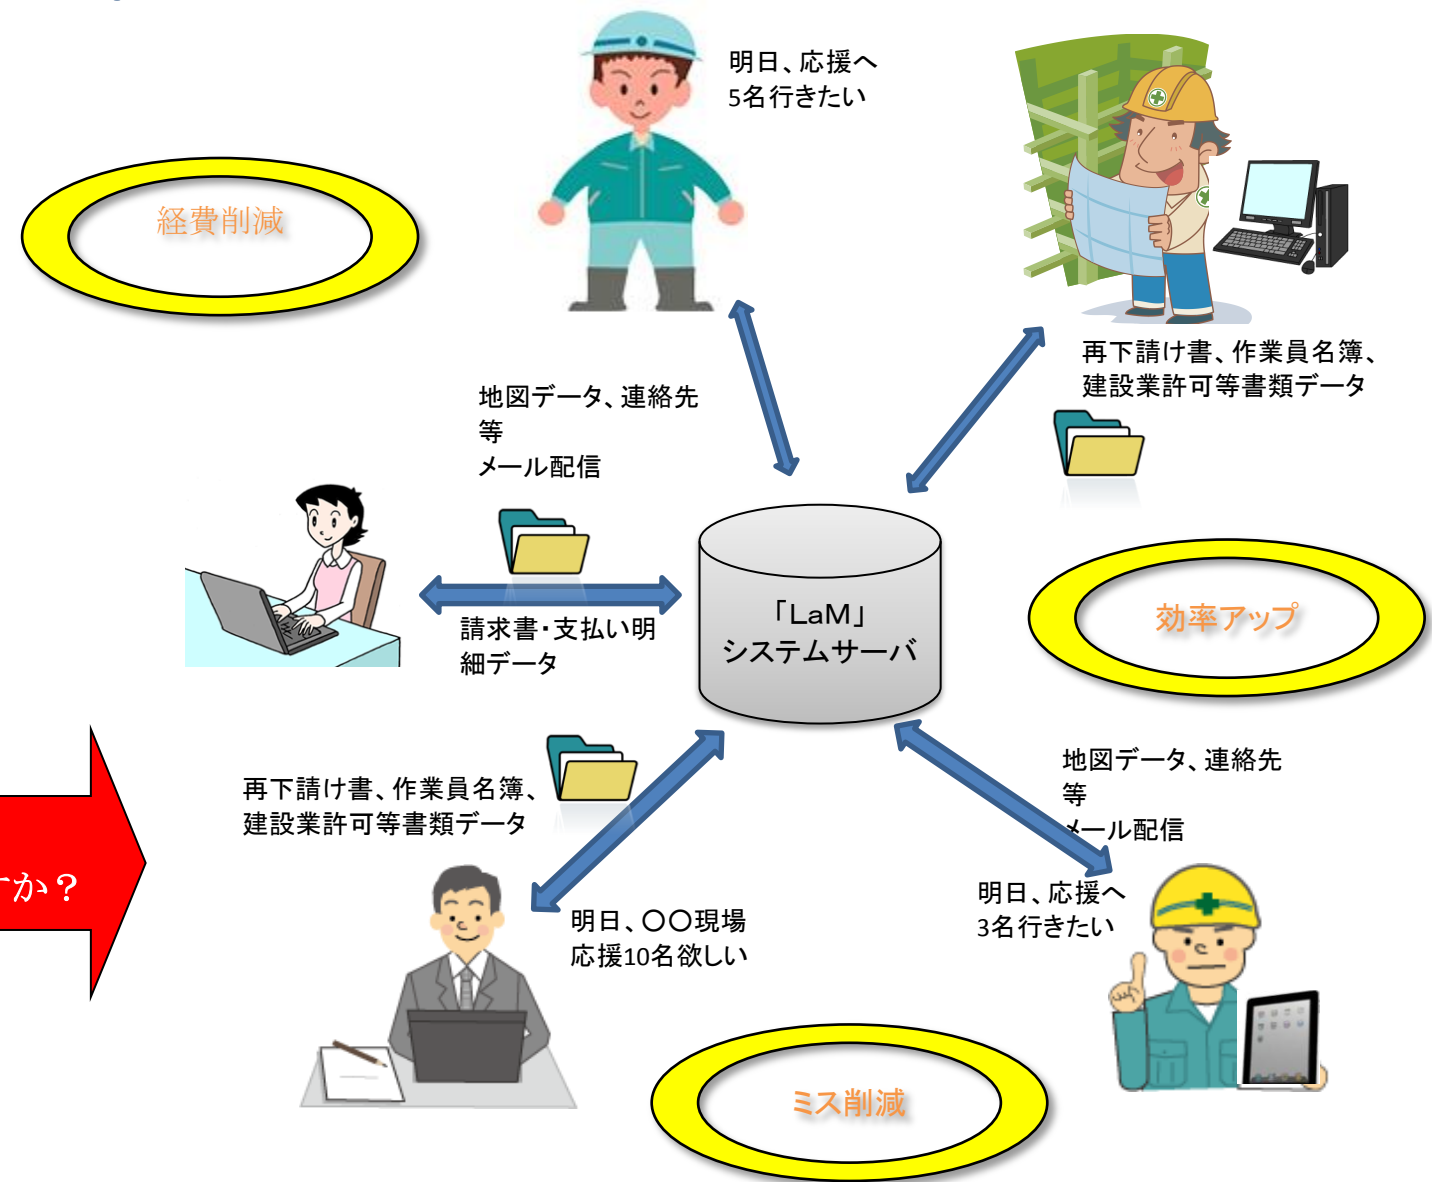 明日、応援へ
5名行きたい
経費削減
再下請け書、作業員名簿、
建設業許可等書類データ
地図データ、連絡先
等
メール配信
「LaM」
システムサーバ
効率アップ
請求書・支払い明
細データ
地図データ、連絡先
等
メール配信
再下請け書、作業員名簿、
建設業許可等書類データ
すか？
明日、応援へ
3名行きたい
明日、〇〇現場
応援10名欲しい
ミス削減